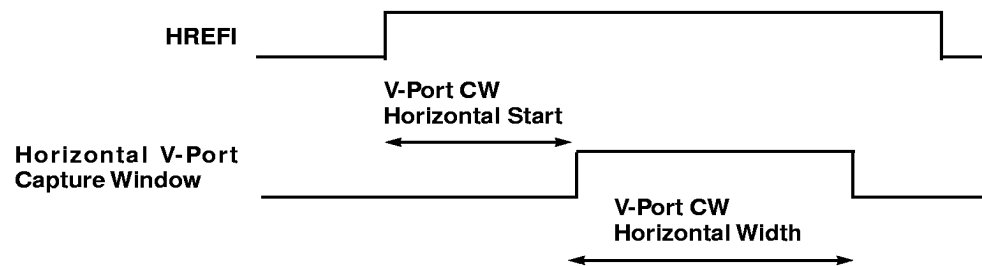 HREFI
V-Port CW
Horizontal Start
Horizontal V-Port
Capture Window
V-Port CW
Horizontal Width